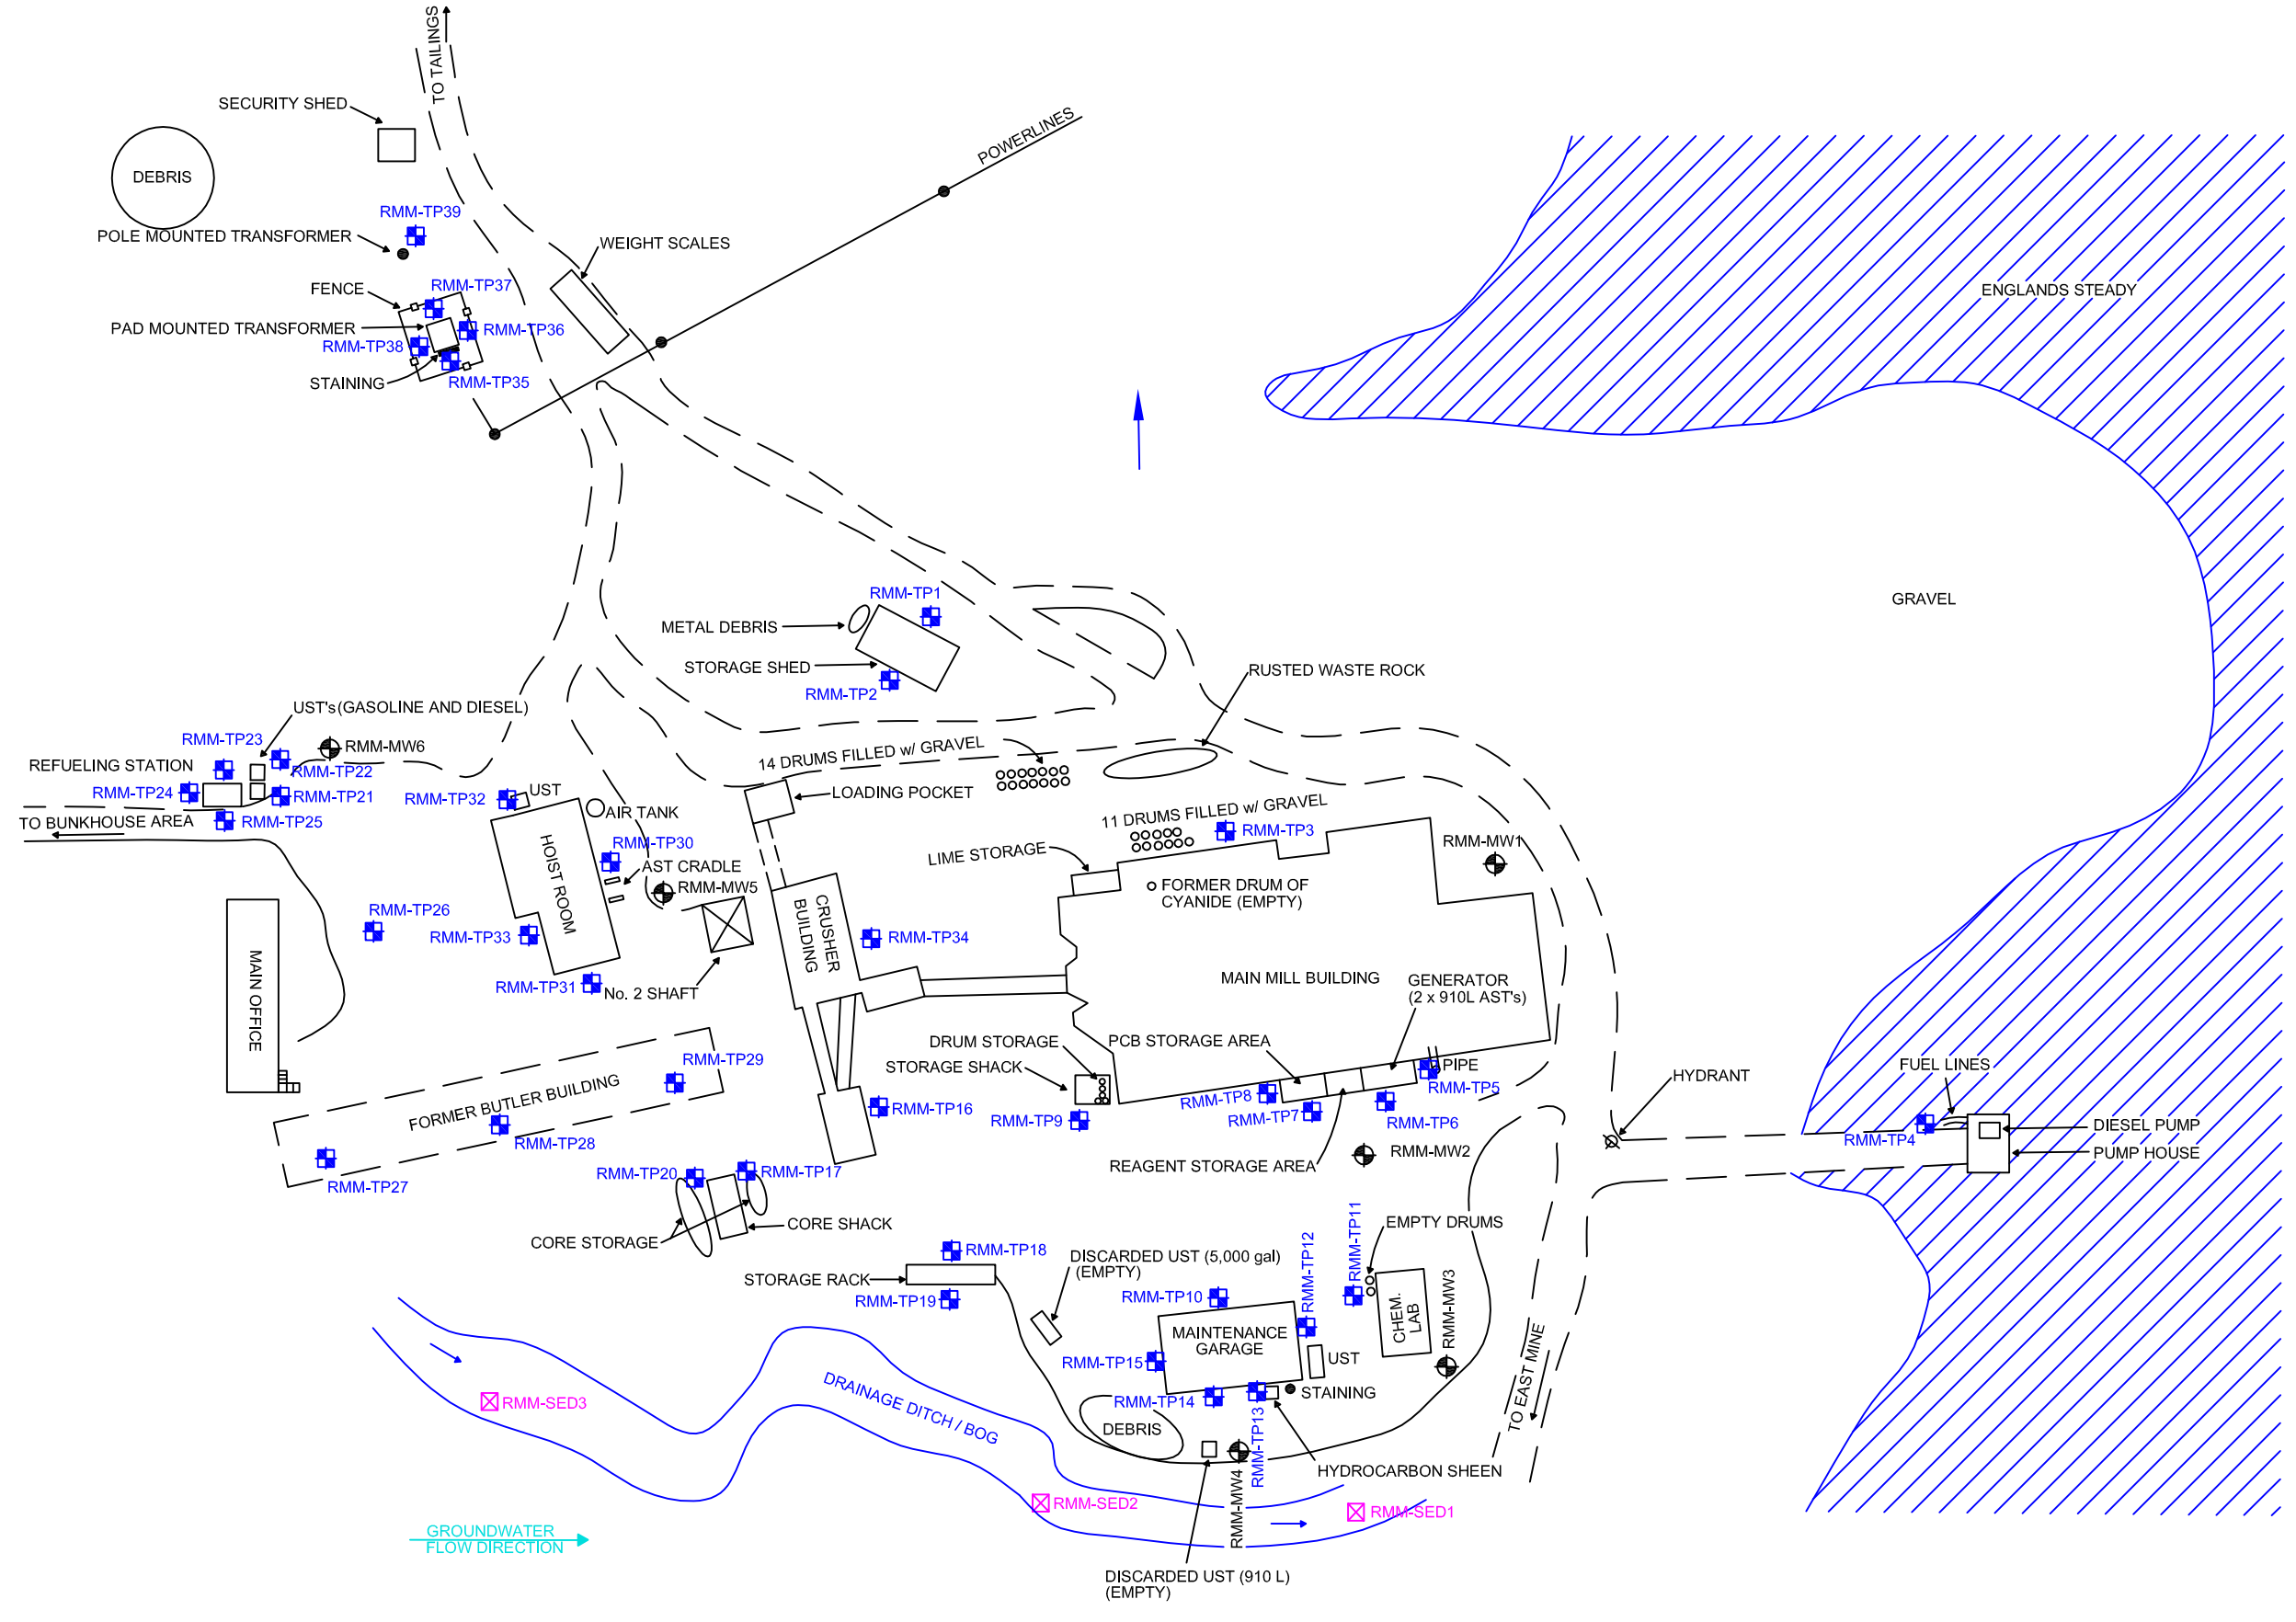 TO TAILINGS
SECURITY SHED
DEBRIS
POWERLINES
RMM-TP39
POLE MOUNTED TRANSFORMER
WEIGHT SCALES
RMM-TP37
FENCE
ENGLANDS STEADY
PAD MOUNTED TRANSFORMER
RMM-TP36
RMM-TP38
STAINING
RMM-TP35
RMM-TP1
GRAVEL
METAL DEBRIS
STORAGE SHED
RUSTED WASTE ROCK
RMM-TP2
UST's(GASOLINE AND DIESEL)
RMM-TP23
RMM-MW6
14 DRUMS FILLED w/ GRAVEL
REFUELING STATION
RMM-TP22
RMM-TP24
RMM-TP21
RMM-TP32
UST
LOADING POCKET
AIR TANK
11 DRUMS FILLED w/ GRAVEL
TO BUNKHOUSE AREA
RMM-TP25
RMM-TP3
RMM-TP30
RMM-MW1
LIME STORAGE
AST CRADLE
HOIST ROOM
RMM-MW5
FORMER DRUM OF
CYANIDE (EMPTY)
RMM-TP26
CRUSHER
BUILDING
RMM-TP33
RMM-TP34
MAIN OFFICE
MAIN MILL BUILDING
GENERATOR
(2 x 910L AST's)
RMM-TP31
No. 2 SHAFT
DRUM STORAGE
PCB STORAGE AREA
RMM-TP29
STORAGE SHACK
PIPE
FUEL LINES
HYDRANT
FORMER BUTLER BUILDING
RMM-TP5
RMM-TP8
RMM-TP16
RMM-TP7
RMM-TP9
RMM-TP6
DIESEL PUMP
RMM-TP4
RMM-TP28
RMM-MW2
PUMP HOUSE
REAGENT STORAGE AREA
RMM-TP20
RMM-TP17
RMM-TP27
CORE SHACK
EMPTY DRUMS
RMM-TP11
RMM-TP12
CORE STORAGE
RMM-TP18
DISCARDED UST (5,000 gal)
(EMPTY)
STORAGE RACK
RMM-TP19
RMM-TP10
CHEM.
LAB
RMM-MW3
MAINTENANCE
GARAGE
RMM-TP15
UST
TO EAST MINE
DRAINAGE DITCH / BOG
STAINING
RMM-TP14
RMM-SED3
DEBRIS
RMM-TP13
HYDROCARBON SHEEN
RMM-MW4
RMM-SED2
RMM-SED1
GROUNDWATER
FLOW DIRECTION
DISCARDED UST (910 L)
(EMPTY)